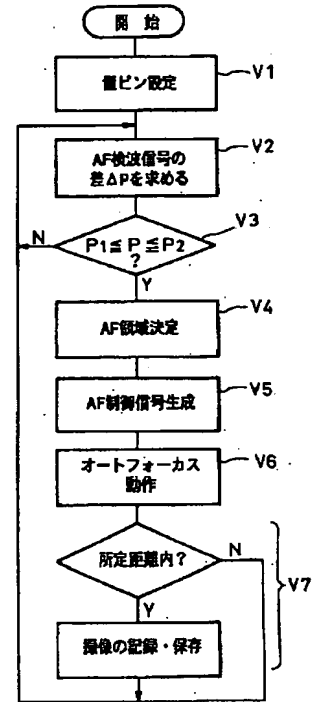 開 始
置ピン設定
V1
AF検波信号の
差ΔPを求める
V2
P1≦P≦P2
?
V3
N
Y
AF領域決定
V4
AF制御信号生成
V5
オートフォーカス
動作
V6
所定距離内?
N
Y
V7
撮像の記録・保存